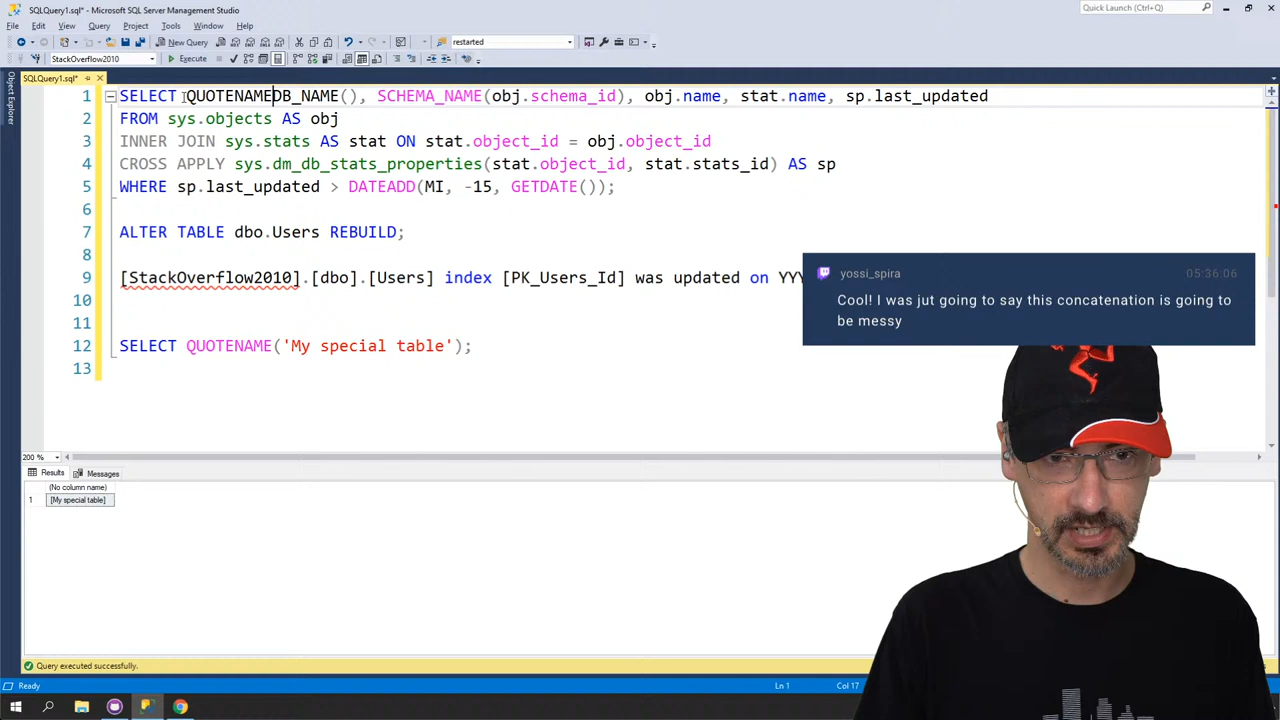 SQLQuery1.sql* - Microsoft SQL Server Management Studio
Quick Launch (Ctrl+Q)
File Edit View Query Project Tools Window Help
New Query
restarted
StackOverflow2010
Execute
SQLQuery1.sql*
Object Explorer
1 SELECT QUOTENAMEDB_NAME(), SCHEMA_NAME(obj.schema_id), obj.name, stat.name, sp.last_updated
2 FROM sys.objects AS obj
3 INNER JOIN sys.stats AS stat ON stat.object_id = obj.object_id
4 CROSS APPLY sys.dm_db_stats_properties(stat.object_id, stat.stats_id) AS sp
5 WHERE sp.last_updated > DATEADD(MI, -15, GETDATE());
6
7 ALTER TABLE dbo.Users REBUILD;
8
9 [StackOverflow2010].[dbo].[Users] index [PK_Users_Id] was updated on YYY
10
11
12 SELECT QUOTENAME('My special table');
13
yossi_spira 05:36:06
Cool! I was jut going to say this concatenation is going to
be messy
200 %
Results Messages
(No column name)
1 [My special table]
Query executed successfully.
Ready Ln 1 Col 17